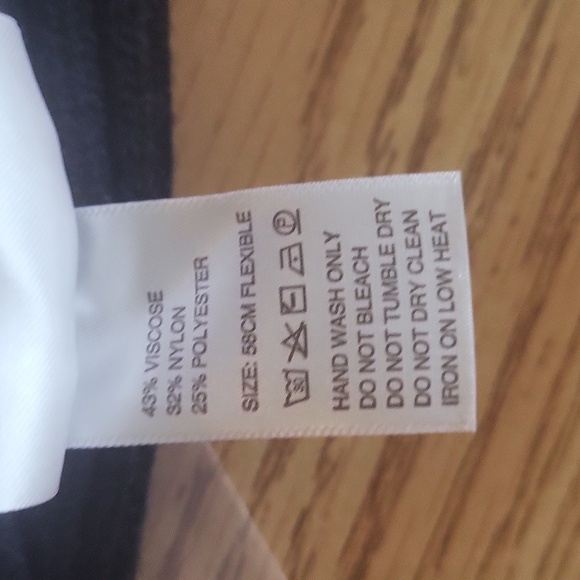 43% VISCOSE
32% NYLON
25% POLYESTER
SIZE: 58CM FLEXIBLE
30
P
HAND WASH ONLY
DO NOT BLEACH
DO NOT TUMBLE DRY
DO NOT DRY CLEAN
IRON ON LOW HEAT